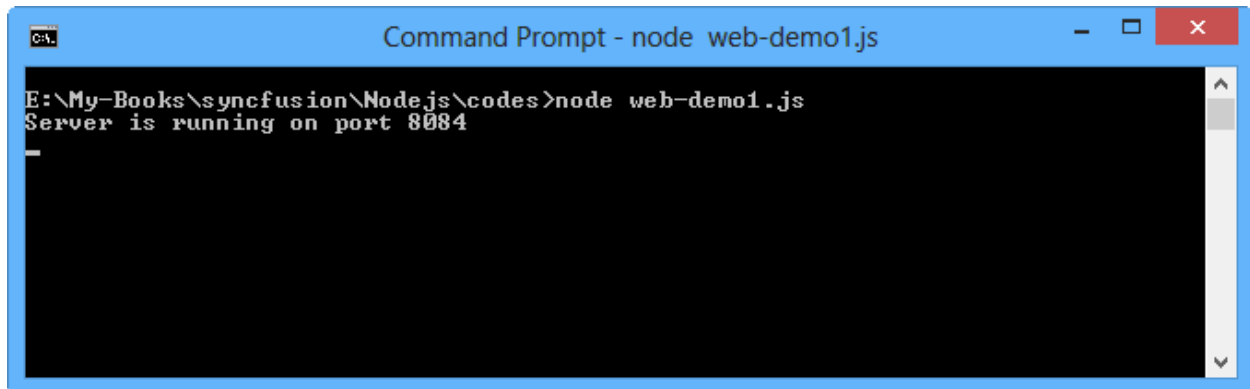 Command Prompt - node  web-demo1.js
E:\My-Books\syncfusion\Nodejs\codes>node web-demo1.js
Server is running on port 8084